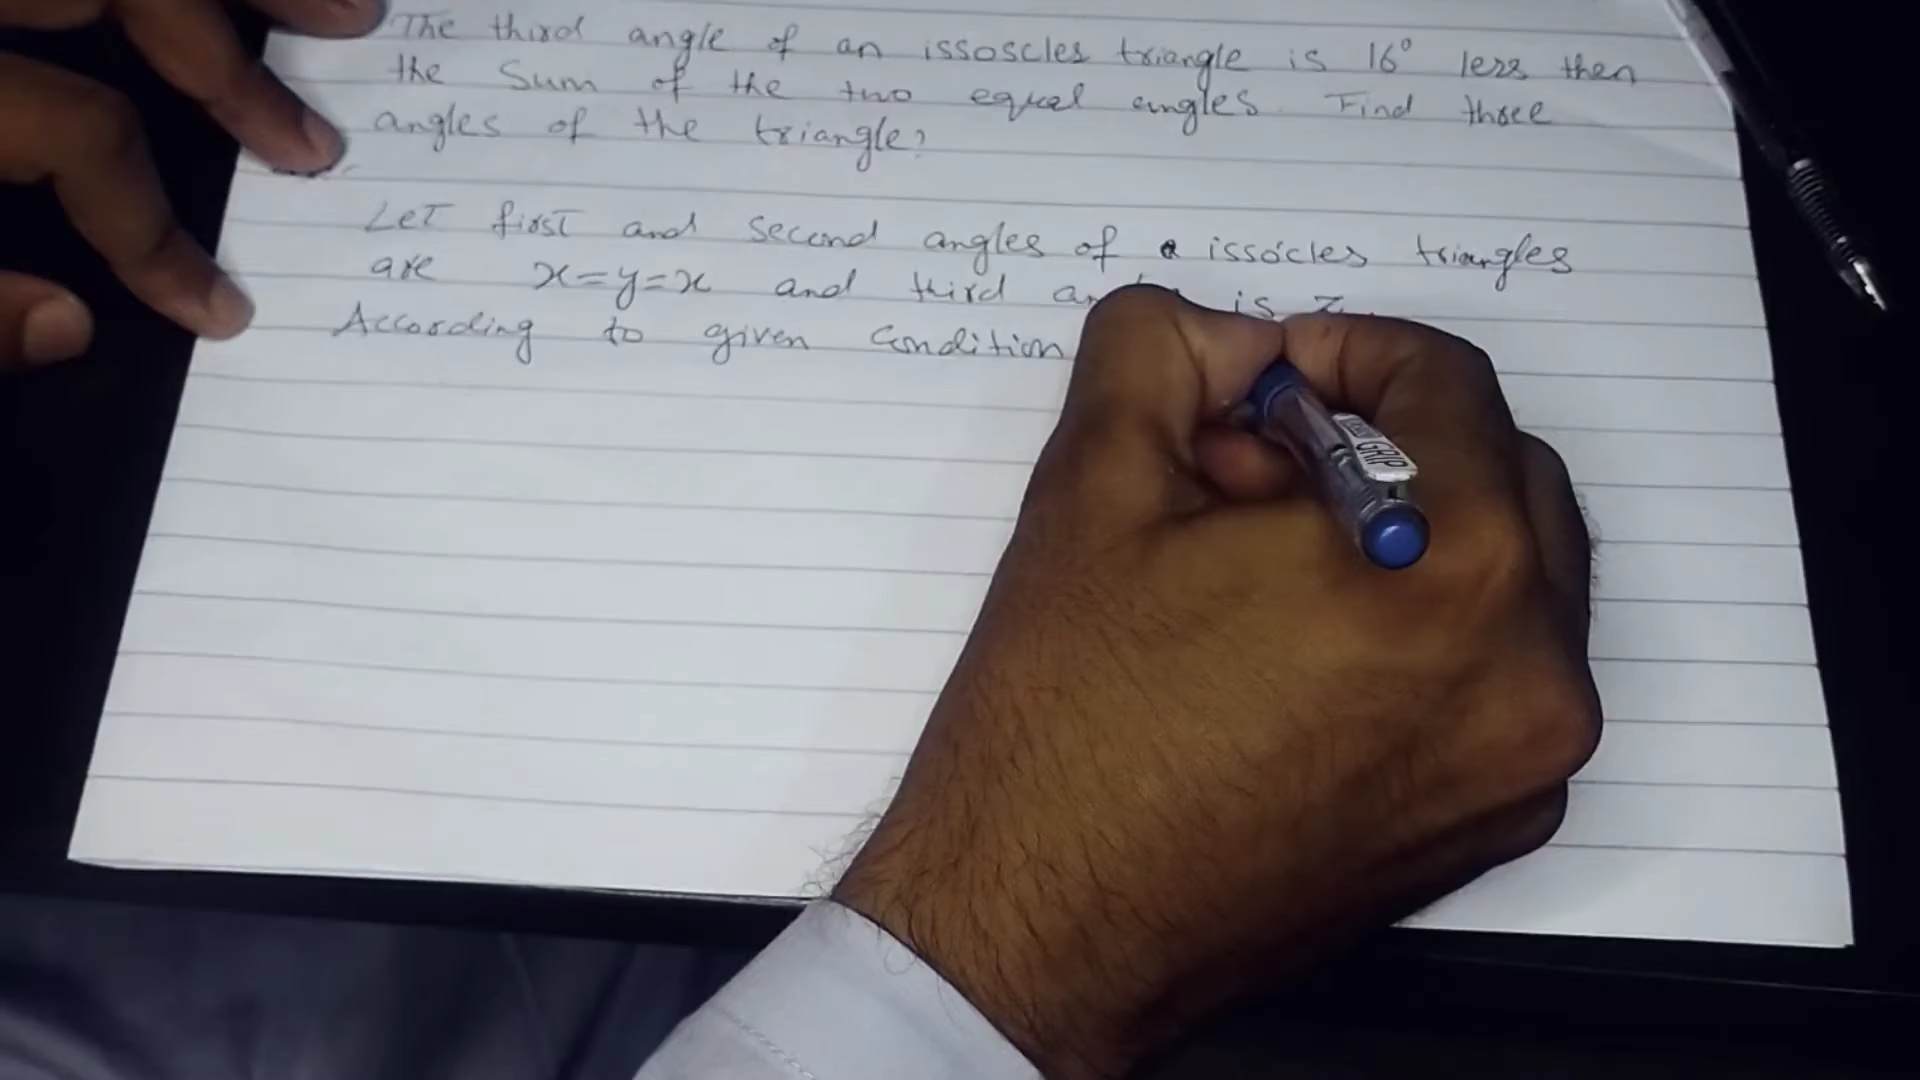 The third angle of an issoscles triangle is 16° less then
the Sum of the two equal angles. Find three
angles of the triangle?
Let first and second angles of a issocles triangles
are x=y=x and third is z.
According to given Condition
GRIP